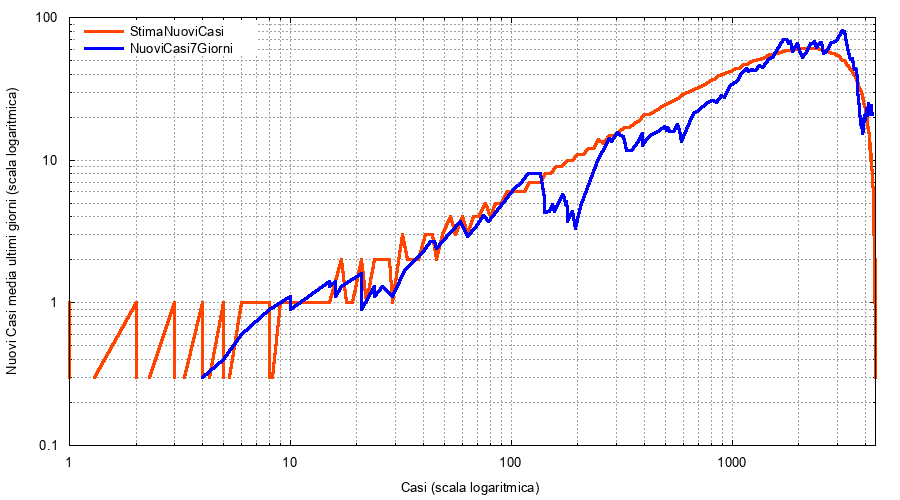 100
10
1
0.1
1
10
100
1000
StimaNuoviCasi
NuoviCasi7Giorni
Nuovi Casi media ultimi giorni (scala logaritmica)
Casi (scala logaritmica)